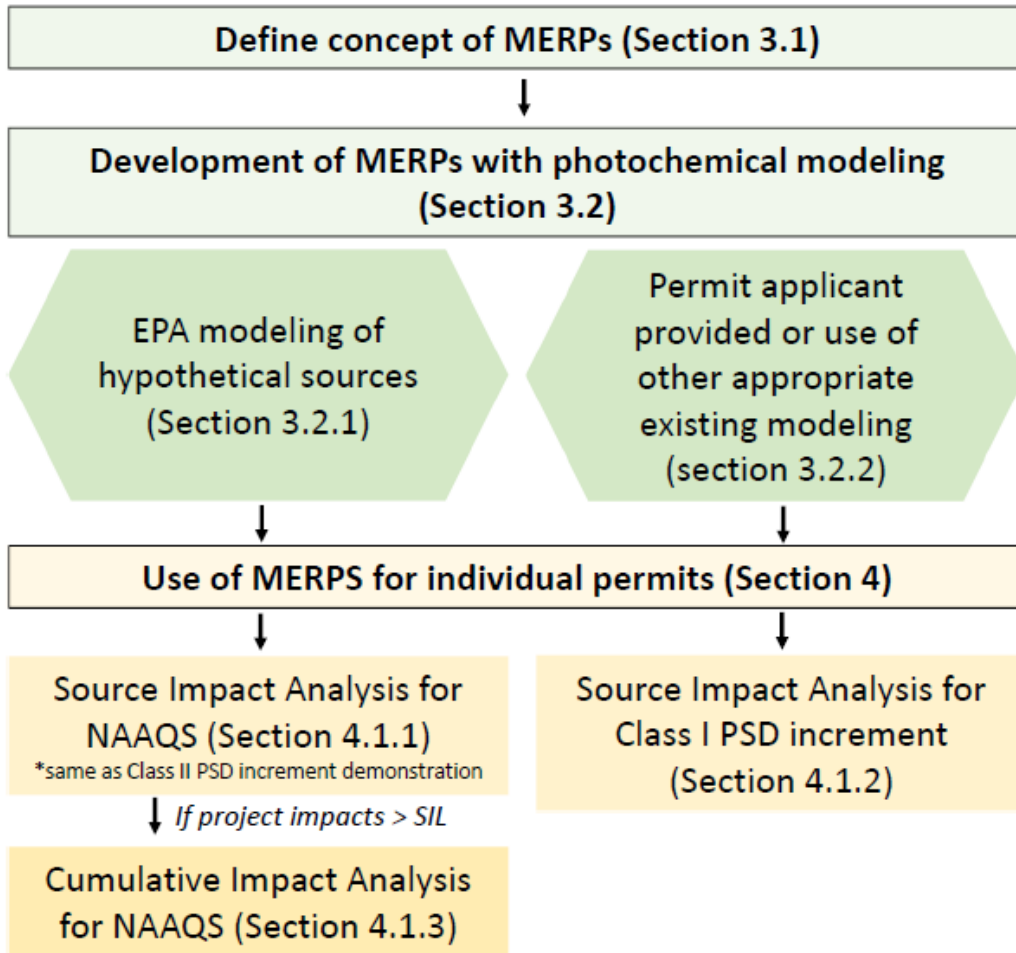 Define concept of MERPs (Section 3.1)
Development of MERPs with photochemical modeling
(Section 3.2)
EPA modeling of
hypothetical sources
(Section 3.2.1)
Permit applicant
provided or use of
other appropriate
existing modeling
(section 3.2.2)
Use of MERPS for individual permits (Section 4)
Source Impact Analysis for
NAAQS (Section 4.1.1)
*same as Class II PSD increment demonstration
Source Impact Analysis for
Class I PSD increment
(Section 4.1.2)
If project impacts > SIL
Cumulative Impact Analysis
for NAAQS (Section 4.1.3)